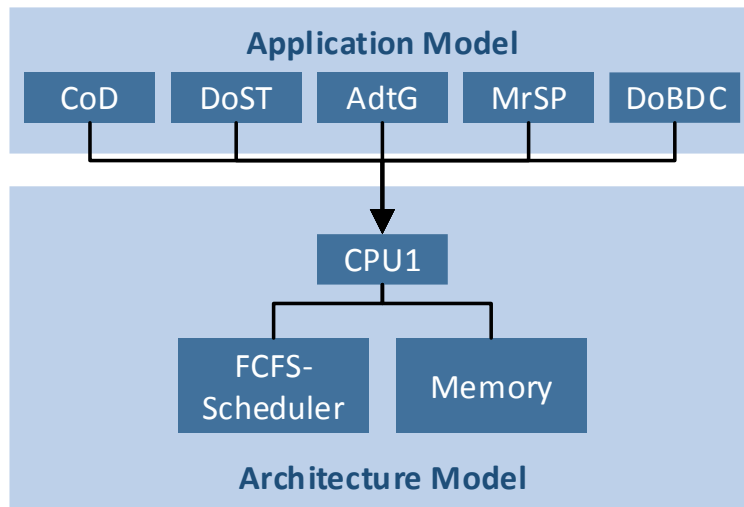 Application Model
CoD
DoST
AdtG
MrSP
DoBDC
CPU1
FCFS-
Scheduler
Memory
Architecture Model